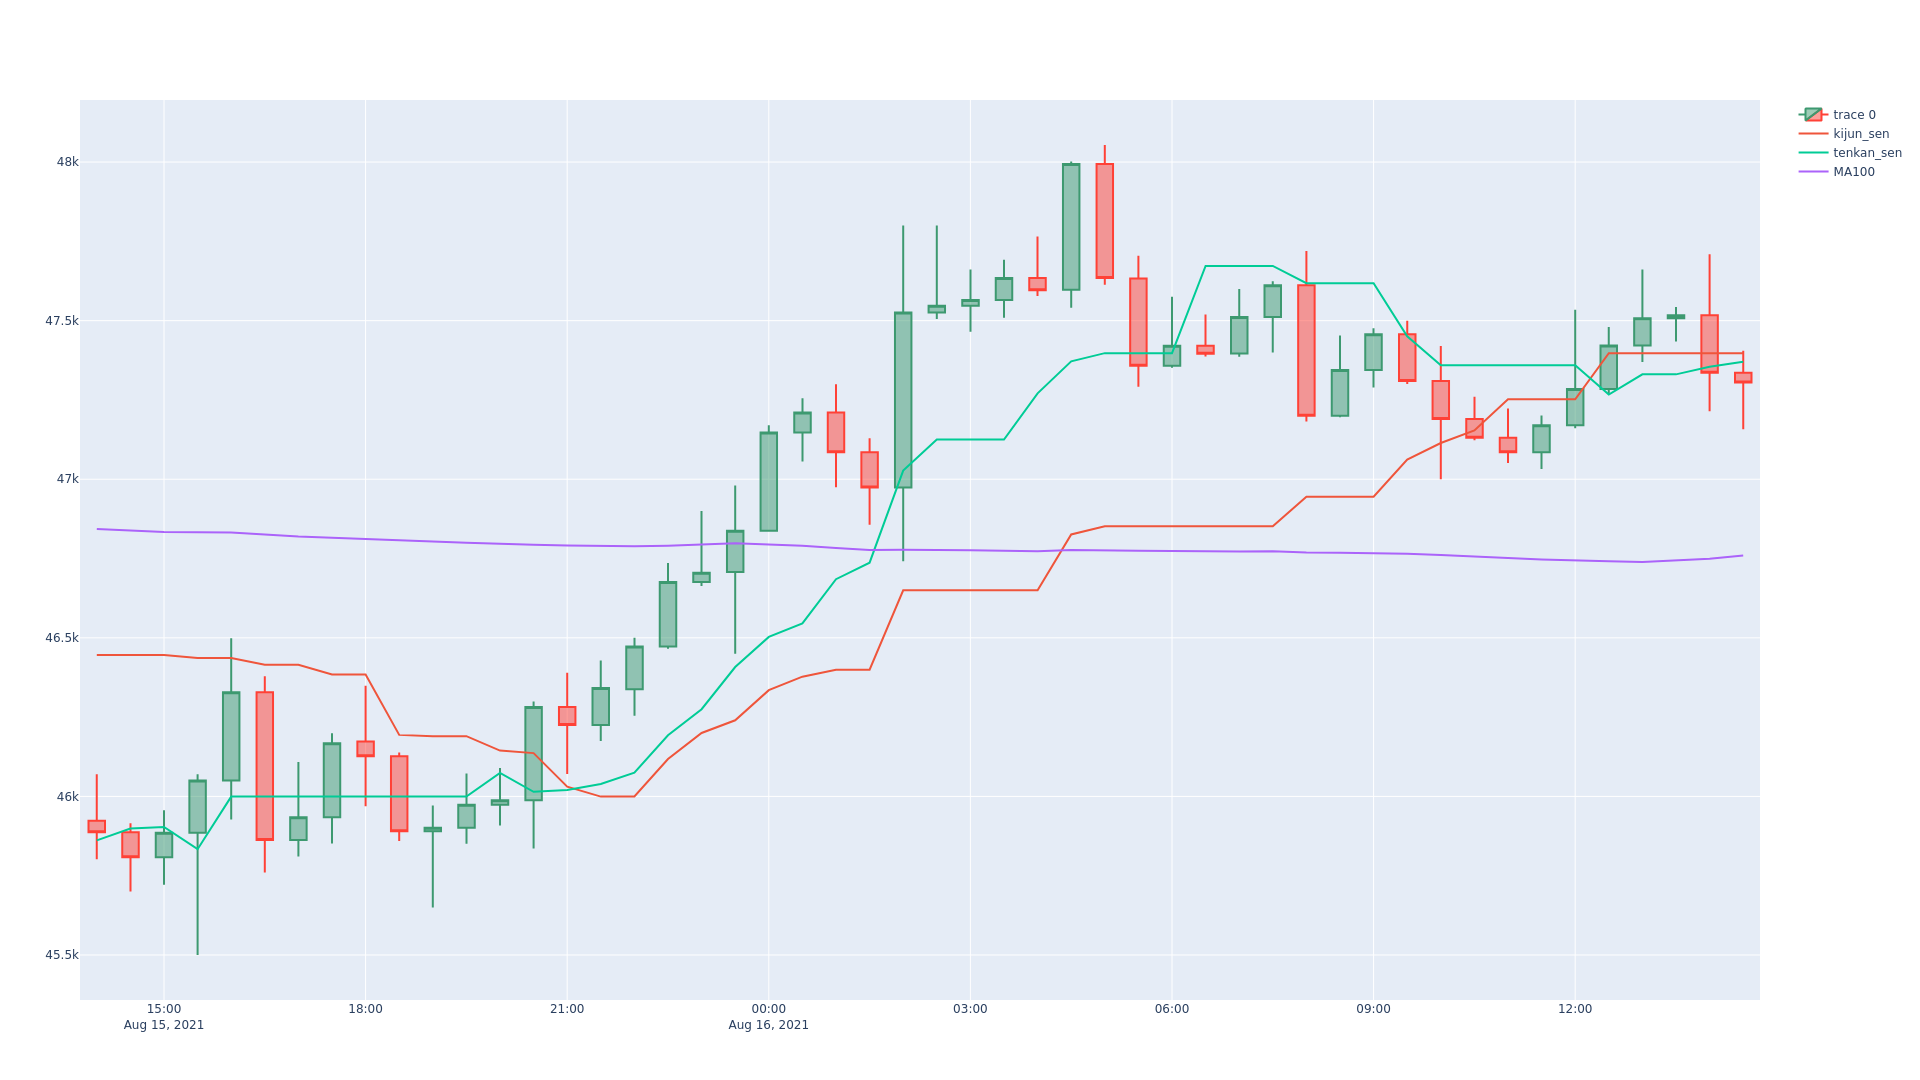 48k
47.5k
47k
46.5k
46k
45.5k
15:00
Aug 15, 2021
18:00
21:00
00:00
Aug 16, 2021
03:00
06:00
09:00
12:00
trace 0
kijun_sen
tenkan_sen
MA100